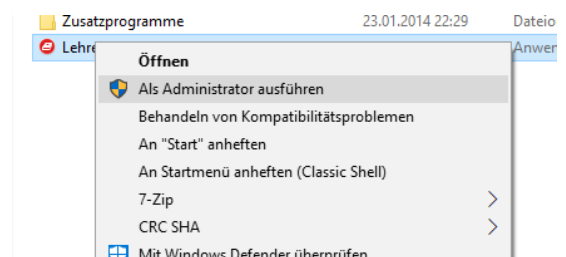 Zusatzprogramme 23.01.2014 22:29 Dateio
Lehre Anwer
Öffnen
Als Administrator ausführen
Behandeln von Kompatibilitätsproblemen
An "Start" anheften
An Startmenü anheften (Classic Shell)
7-Zip
CRC SHA
Mit Windows Defender überprüfen